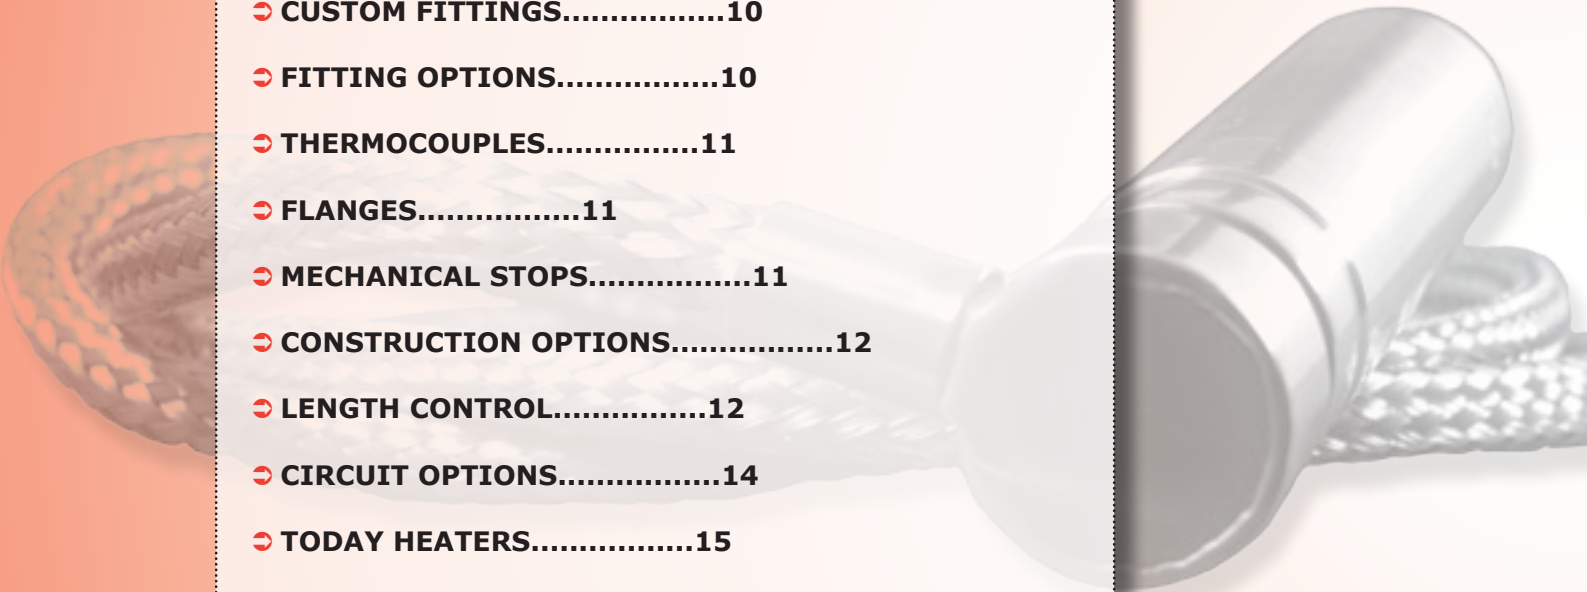 CUSTOM FITTINGS.................10
FITTING OPTIONS.................10
THERMOCOUPLES................11
FLANGES.................11
MECHANICAL STOPS.................11
CONSTRUCTION OPTIONS.................12
LENGTH CONTROL................12
CIRCUIT OPTIONS.................14
TODAY HEATERS.................15